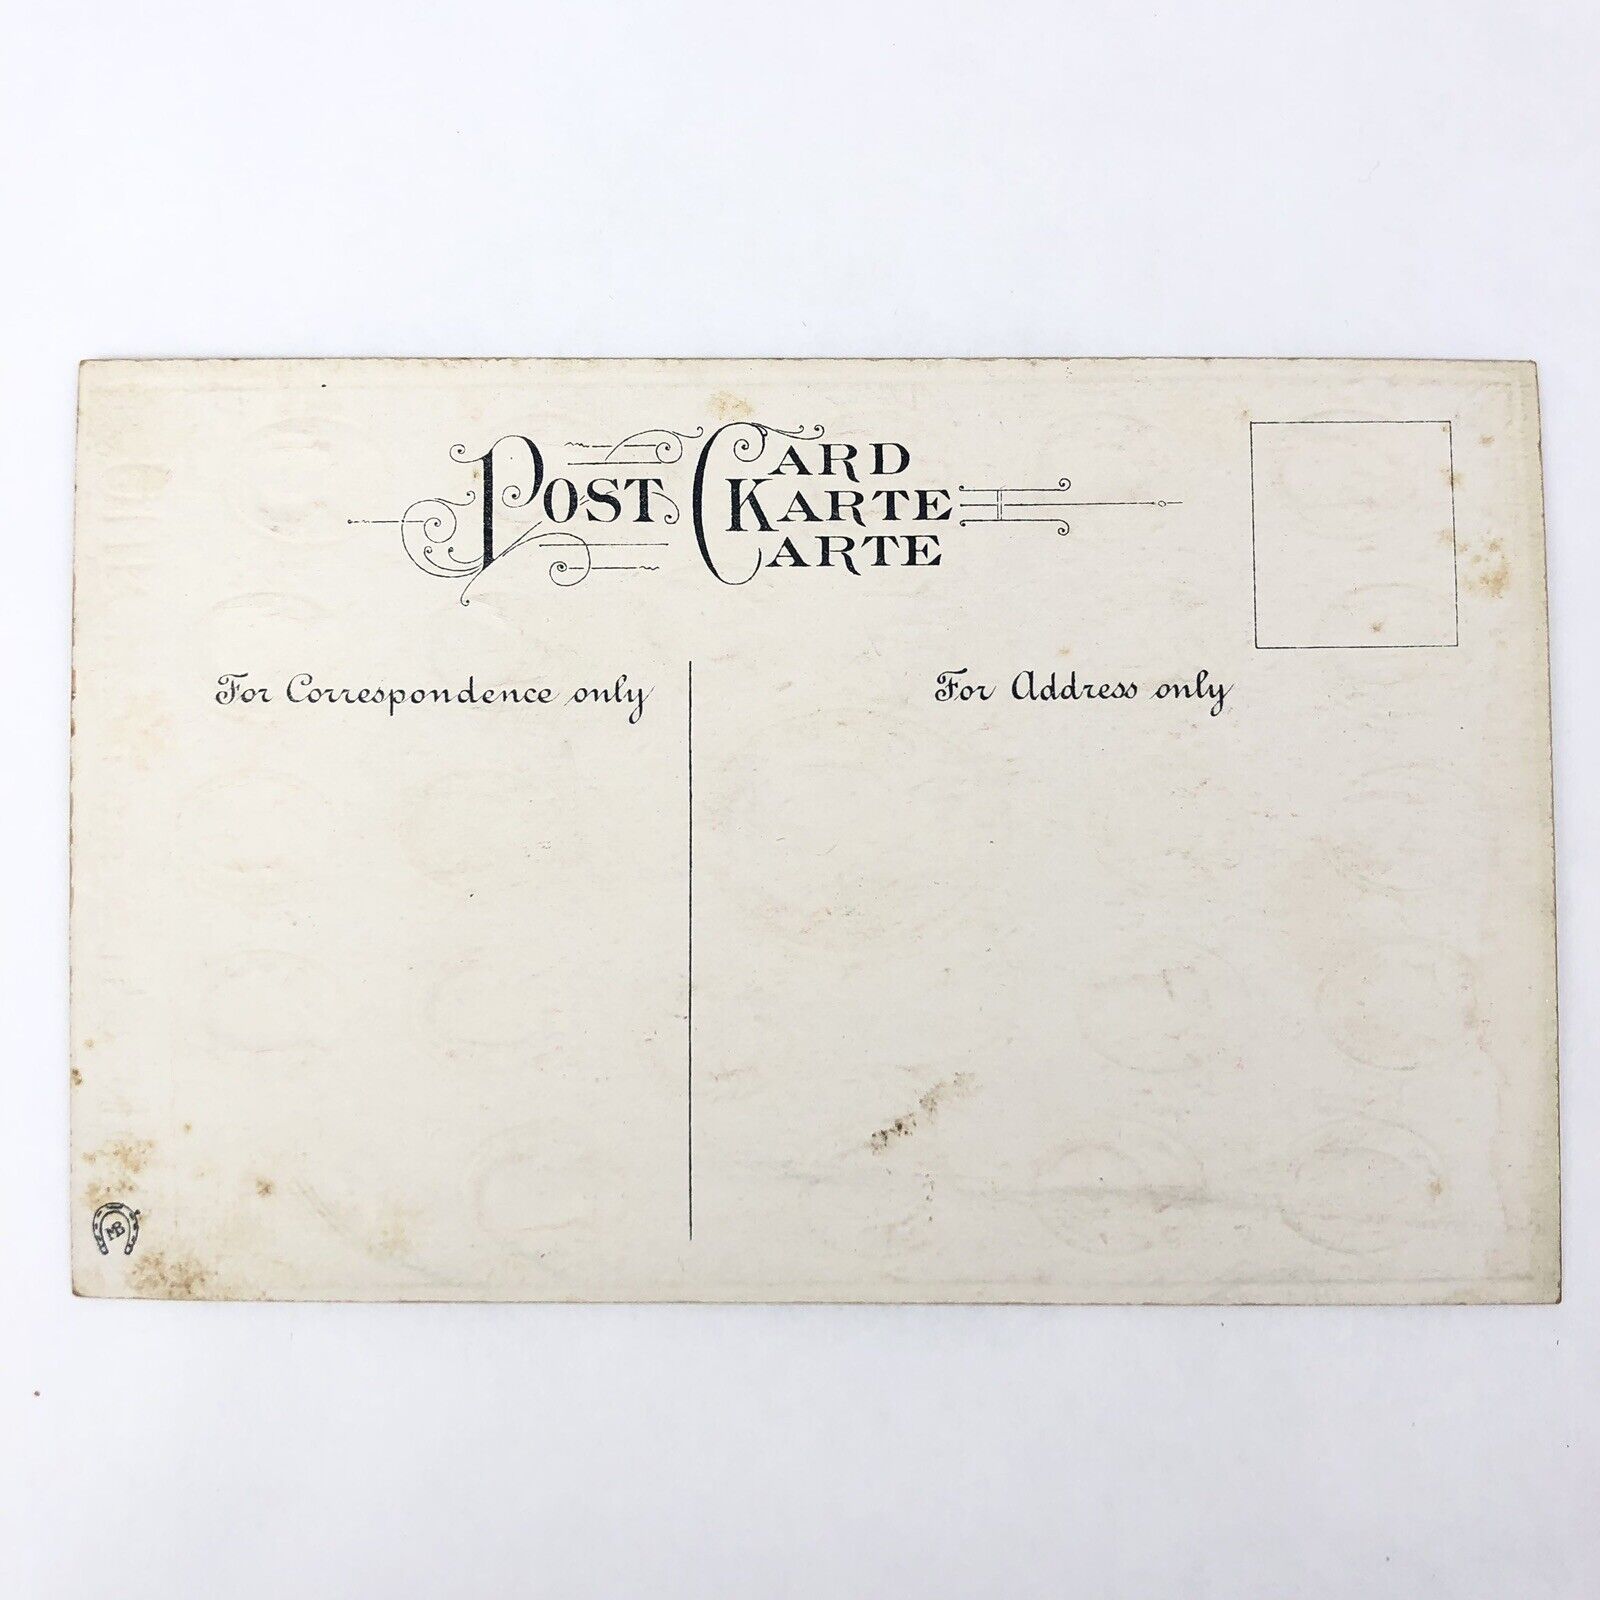 POST CARD
KARTE
CARTE
For Correspondence only
For Address only
MB